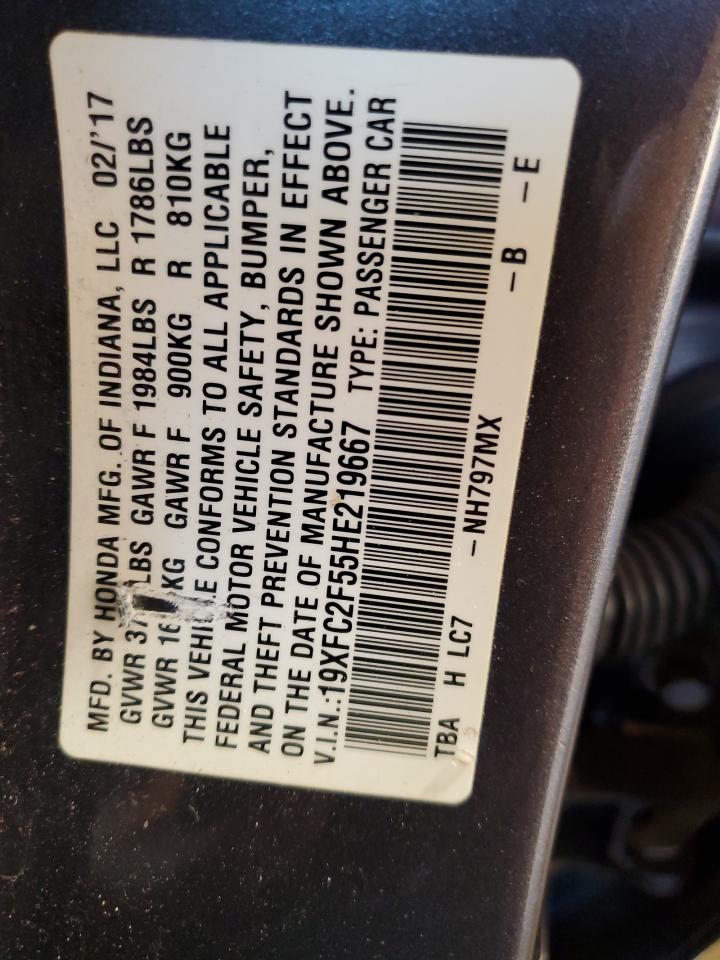 MFD. BY HONDA MFG. OF INDIANA, LLC 02/'17
GVWR LBS GAWR F 1984LBS R 1786LBS
GVWR KG GAWR F 900KG R 810KG
THIS VEHICLE CONFORMS TO ALL APPLICABLE
FEDERAL MOTOR VEHICLE SAFETY, BUMPER,
AND THEFT PREVENTION STANDARDS IN EFFECT
ON THE DATE OF MANUFACTURE SHOWN ABOVE.
V.I.N.:19XFC2F55HE219667 TYPE: PASSENGER CAR
TBA H LC7 -NH797MX -B -E